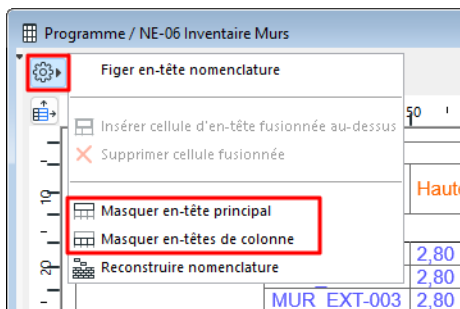 Programme / NE-06 Inventaire Murs
Figer en-tête nomenclature
50
Insérer cellule d'en-tête fusionnée au-dessus
Supprimer cellule fusionnée
10
Masquer en-tête principal
Masquer en-têtes de colonne
2,80
Reconstruire nomenclature
2,80
MUR_EXT-003 2,80